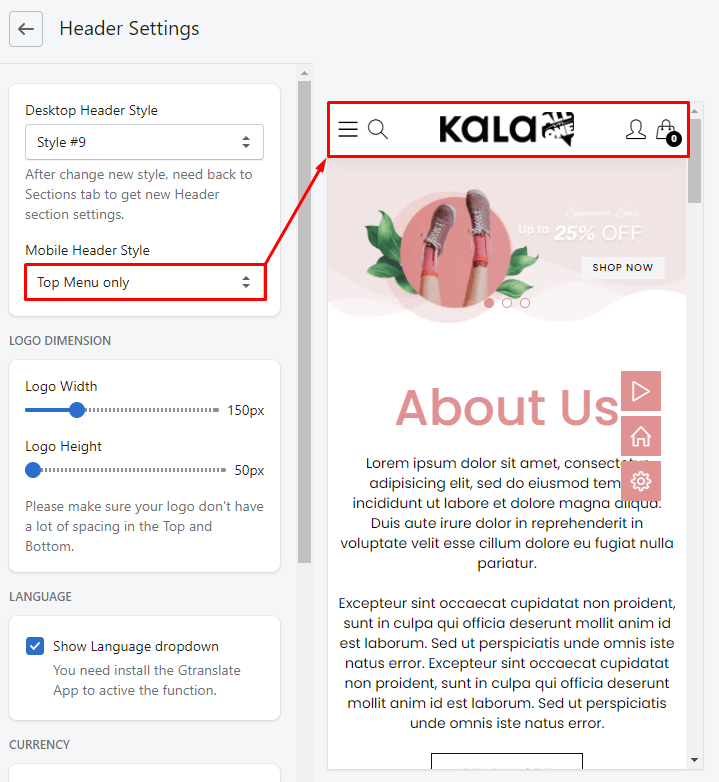 Header Settings
Desktop Header Style
Style #9
After change new style, need back to
Sections tab to get new Header
section settings.
Mobile Header Style
Top Menu only
LOGO DIMENSION
Logo Width
150px
Logo Height
50px
Please make sure your logo don't have
a lot of spacing in the Top and
Bottom.
LANGUAGE
Show Language dropdown
You need install the Gtranslate
App to active the function.
CURRENCY
KALA
ONE
0
Summer Sale
Up to 25% OFF
SHOP NOW
About Us
Lorem ipsum dolor sit amet, consectetur
adipisicing elit, sed do eiusmod
incididunt ut labore et dolore magna aliqua.
Duis aute irure dolor in reprehenderit in
voluptate velit esse cillum dolore eu fugiat nulla
pariatur.
Excepteur sint occaecat cupidatat non proident,
sunt in culpa qui officia deserunt mollit anim id
est laborum. Sed ut perspiciatis unde omnis iste
natus error. Excepteur sint occaecat cupidatat
non proident, sunt in culpa qui officia deserunt
mollit anim id est laborum. Sed ut perspiciatis
unde omnis iste natus error.